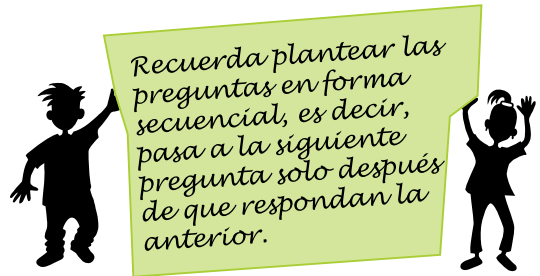 Recuerda plantear las
preguntas en forma
secuencial, es decir,
pasa a la siguiente
pregunta solo después
de que respondan la
anterior.